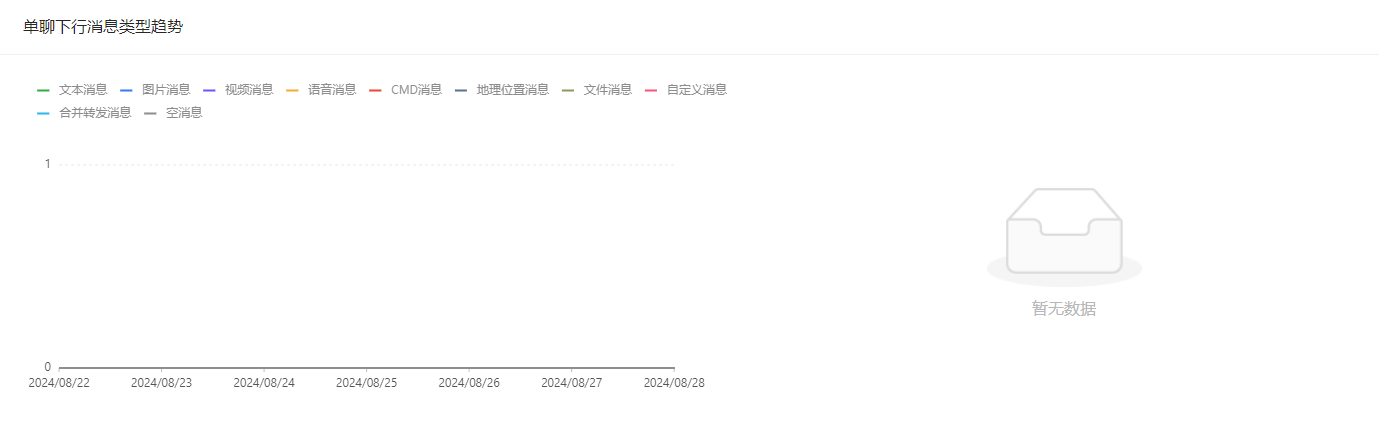 单聊下行消息类型趋势
文本消息 图片消息 视频消息 语音消息 CMD消息 地理位置消息 文件消息 自定义消息
合并转发消息 空消息
1
暂无数据
0
2024/08/22 2024/08/23 2024/08/24 2024/08/25 2024/08/26 2024/08/27 2024/08/28